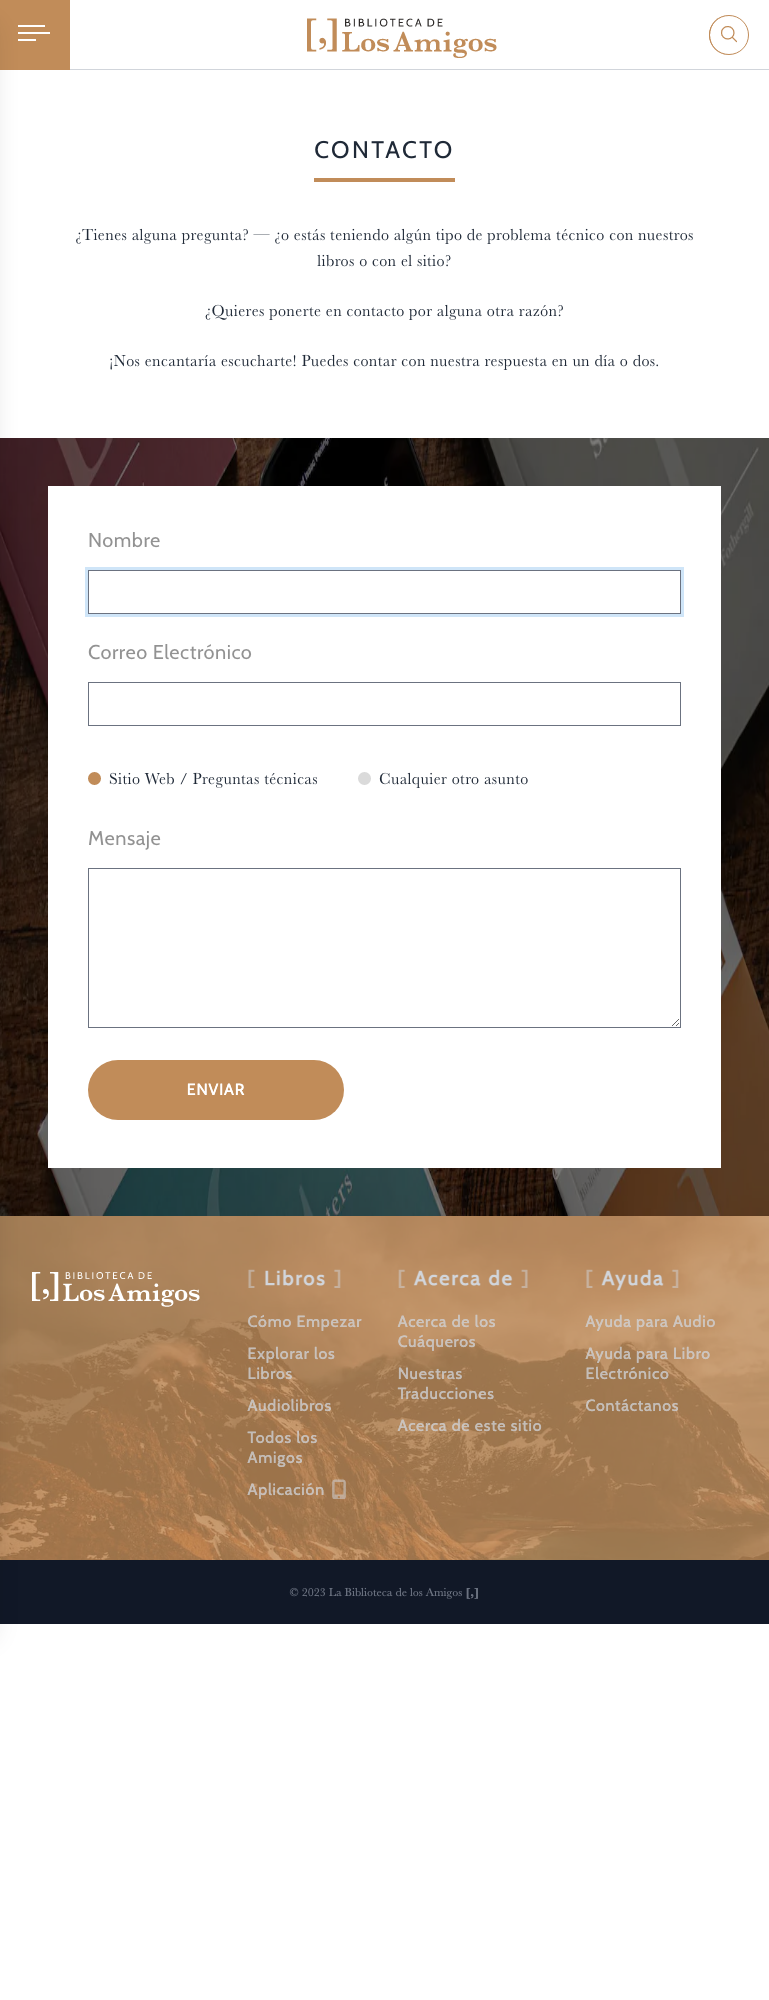 BIBLIOTECA DE
[,] Los Amigos
CONTACTO
¿Tienes alguna pregunta? — ¿o estás teniendo algún tipo de problema técnico con nuestros
libros o con el sitio?
¿Quieres ponerte en contacto por alguna otra razón?
¡Nos encantaría escucharte! Puedes contar con nuestra respuesta en un día o dos.
Nombre
Correo Electrónico
Sitio Web / Preguntas técnicas
Cualquier otro asunto
Mensaje
ENVIAR
BIBLIOTECA DE
[,] Los Amigos
[ Libros ]
Cómo Empezar
Explorar los
Libros
Audiolibros
Todos los
Amigos
Aplicación
[ Acerca de ]
Acerca de los
Cuáqueros
Nuestras
Traducciones
Acerca de este sitio
[ Ayuda ]
Ayuda para Audio
Ayuda para Libro
Electrónico
Contáctanos
© 2023 La Biblioteca de los Amigos [,]